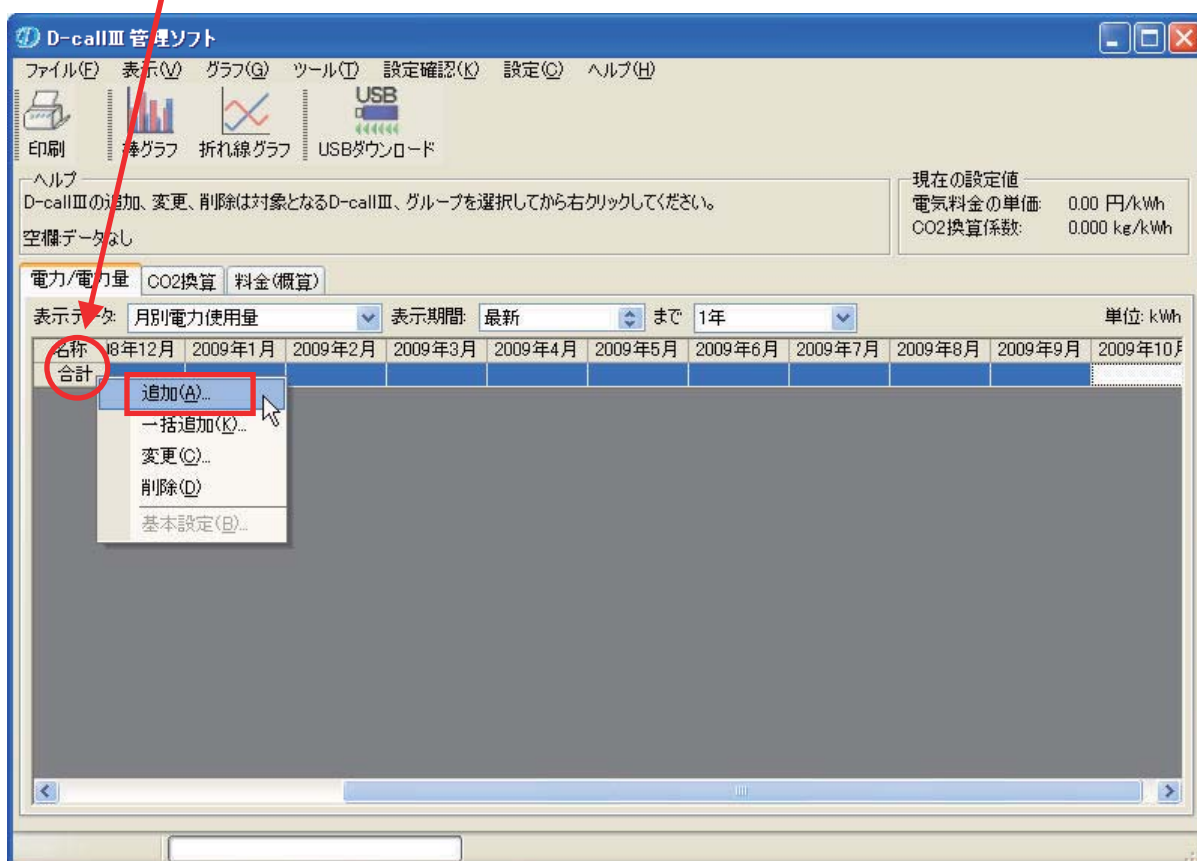 D-callⅢ 管理ソフト
ファイル(F) 表示(V) グラフ(G) ツール(T) 設定確認(K) 設定(C) ヘルプ(H)
USB
印刷 棒グラフ 折れ線グラフ USBダウンロード
ヘルプ
D-callⅢの追加、変更、削除は対象となるD-callⅢ、グループを選択してから右クリックしてください。
空欄:データなし
現在の設定値
電気料金の単価: 0.00 円/kWh
CO2換算係数: 0.000 kg/kWh
電力/電力量 CO2換算 料金(概算)
表示データ: 月別電力使用量 表示期間: 最新 まで 1年 単位: kWh
名称 8年12月 2009年1月 2009年2月 2009年3月 2009年4月 2009年5月 2009年6月 2009年7月 2009年8月 2009年9月 2009年10月
合計
追加(A)...
一括追加(K)...
変更(C)...
削除(D)
基本設定(B)...